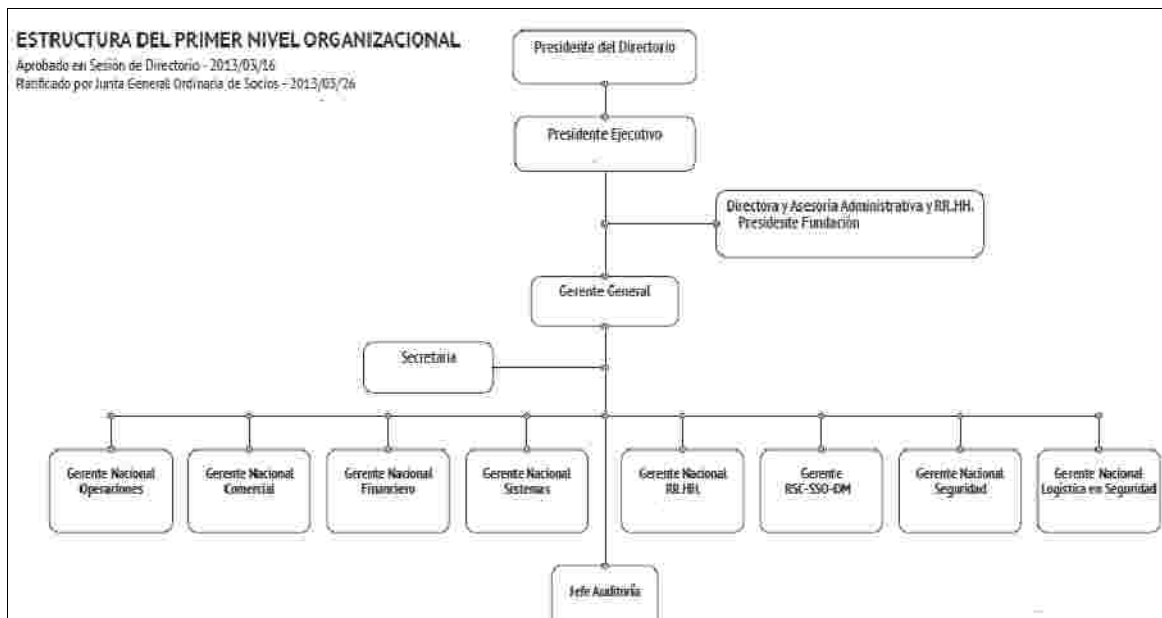 ESTRUCTURA DEL PRIMER NIVEL ORGANIZACIONAL
Aprobado en Sesión de Directorio - 2013/03/16
Ratificado por Junta General Ordinaria de Socios - 2013/03/26
Presidente del Directorio
Presidente Ejecutivo
Directora y Asesoría Administrativa y RR.HH.
Presidente Fundación
Gerente General
Secretaria
Gerente Nacional
Operaciones
Gerente Nacional
Comercial
Gerente Nacional
Financiero
Gerente Nacional
Sistemas
Gerente Nacional
RR.HH.
Gerente
RSC-SSO-DM
Gerente Nacional
Seguridad
Gerente Nacional
Logística en Seguridad
Jefe Auditoría